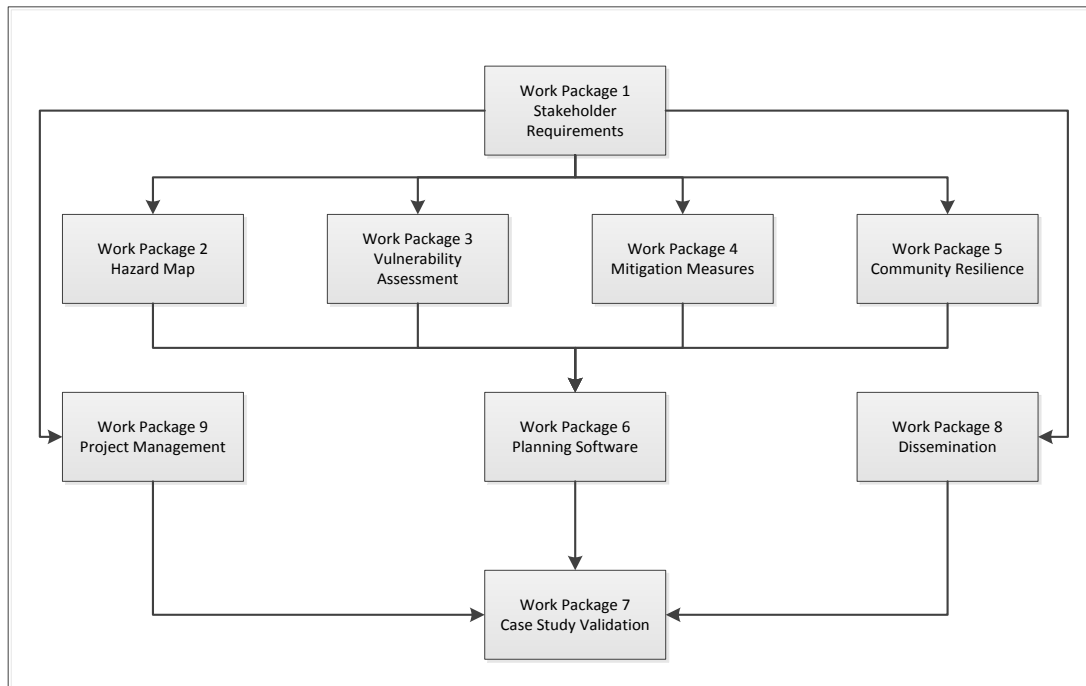 Work Package 1
Stakeholder
Requirements
Work Package 2
Hazard Map
Work Package 3
Vulnerability
Assessment
Work Package 4
Mitigation Measures
Work Package 5
Community Resilience
Work Package 9
Project Management
Work Package 6
Planning Software
Work Package 8
Dissemination
Work Package 7
Case Study Validation